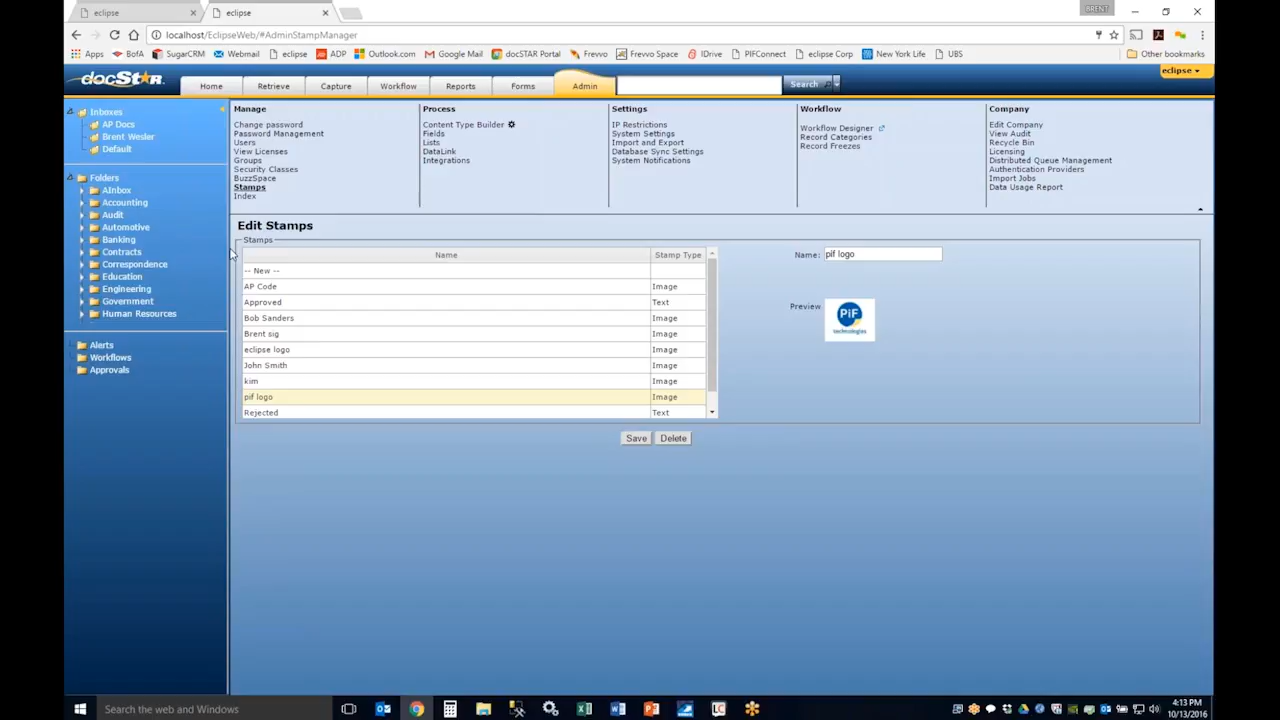 eclipse
eclipse
BRENT
localhost/EclipseWeb/#AdminStampManager
Apps BofA SugarCRM Webmail eclipse ADP Outlook.com Google Mail docSTAR Portal Frevvo Frevvo Space IDrive PIFConnect eclipse Corp New York Life UBS Other bookmarks
docSTAR
Home Retrieve Capture Workflow Reports Forms Admin Search eclipse
Inboxes
AP Docs
Brent Wesler
Default
Folders
AInbox
Accounting
Audit
Automotive
Banking
Contracts
Correspondence
Education
Engineering
Government
Human Resources
Alerts
Workflows
Approvals
Manage
Change password
Password Management
Users
View Licenses
Groups
Security Classes
BuzzSpace
Stamps
Index
Process
Content Type Builder
Fields
Lists
DataLink
Integrations
Settings
IP Restrictions
System Settings
Import and Export
Database Sync Settings
System Notifications
Workflow
Workflow Designer
Record Categories
Record Freezes
Company
Edit Company
View Audit
Recycle Bin
Licensing
Distributed Queue Management
Authentication Providers
Import Jobs
Data Usage Report
Edit Stamps
Stamps
Name Stamp Type
-- New --
AP Code Image
Approved Text
Bob Sanders Image
Brent sig Image
eclipse logo Image
John Smith Image
kim Image
pif logo Image
Rejected Text
Name: pif logo
Preview
PiF
technologies
Save Delete
Search the web and Windows
4:13 PM
10/13/2016